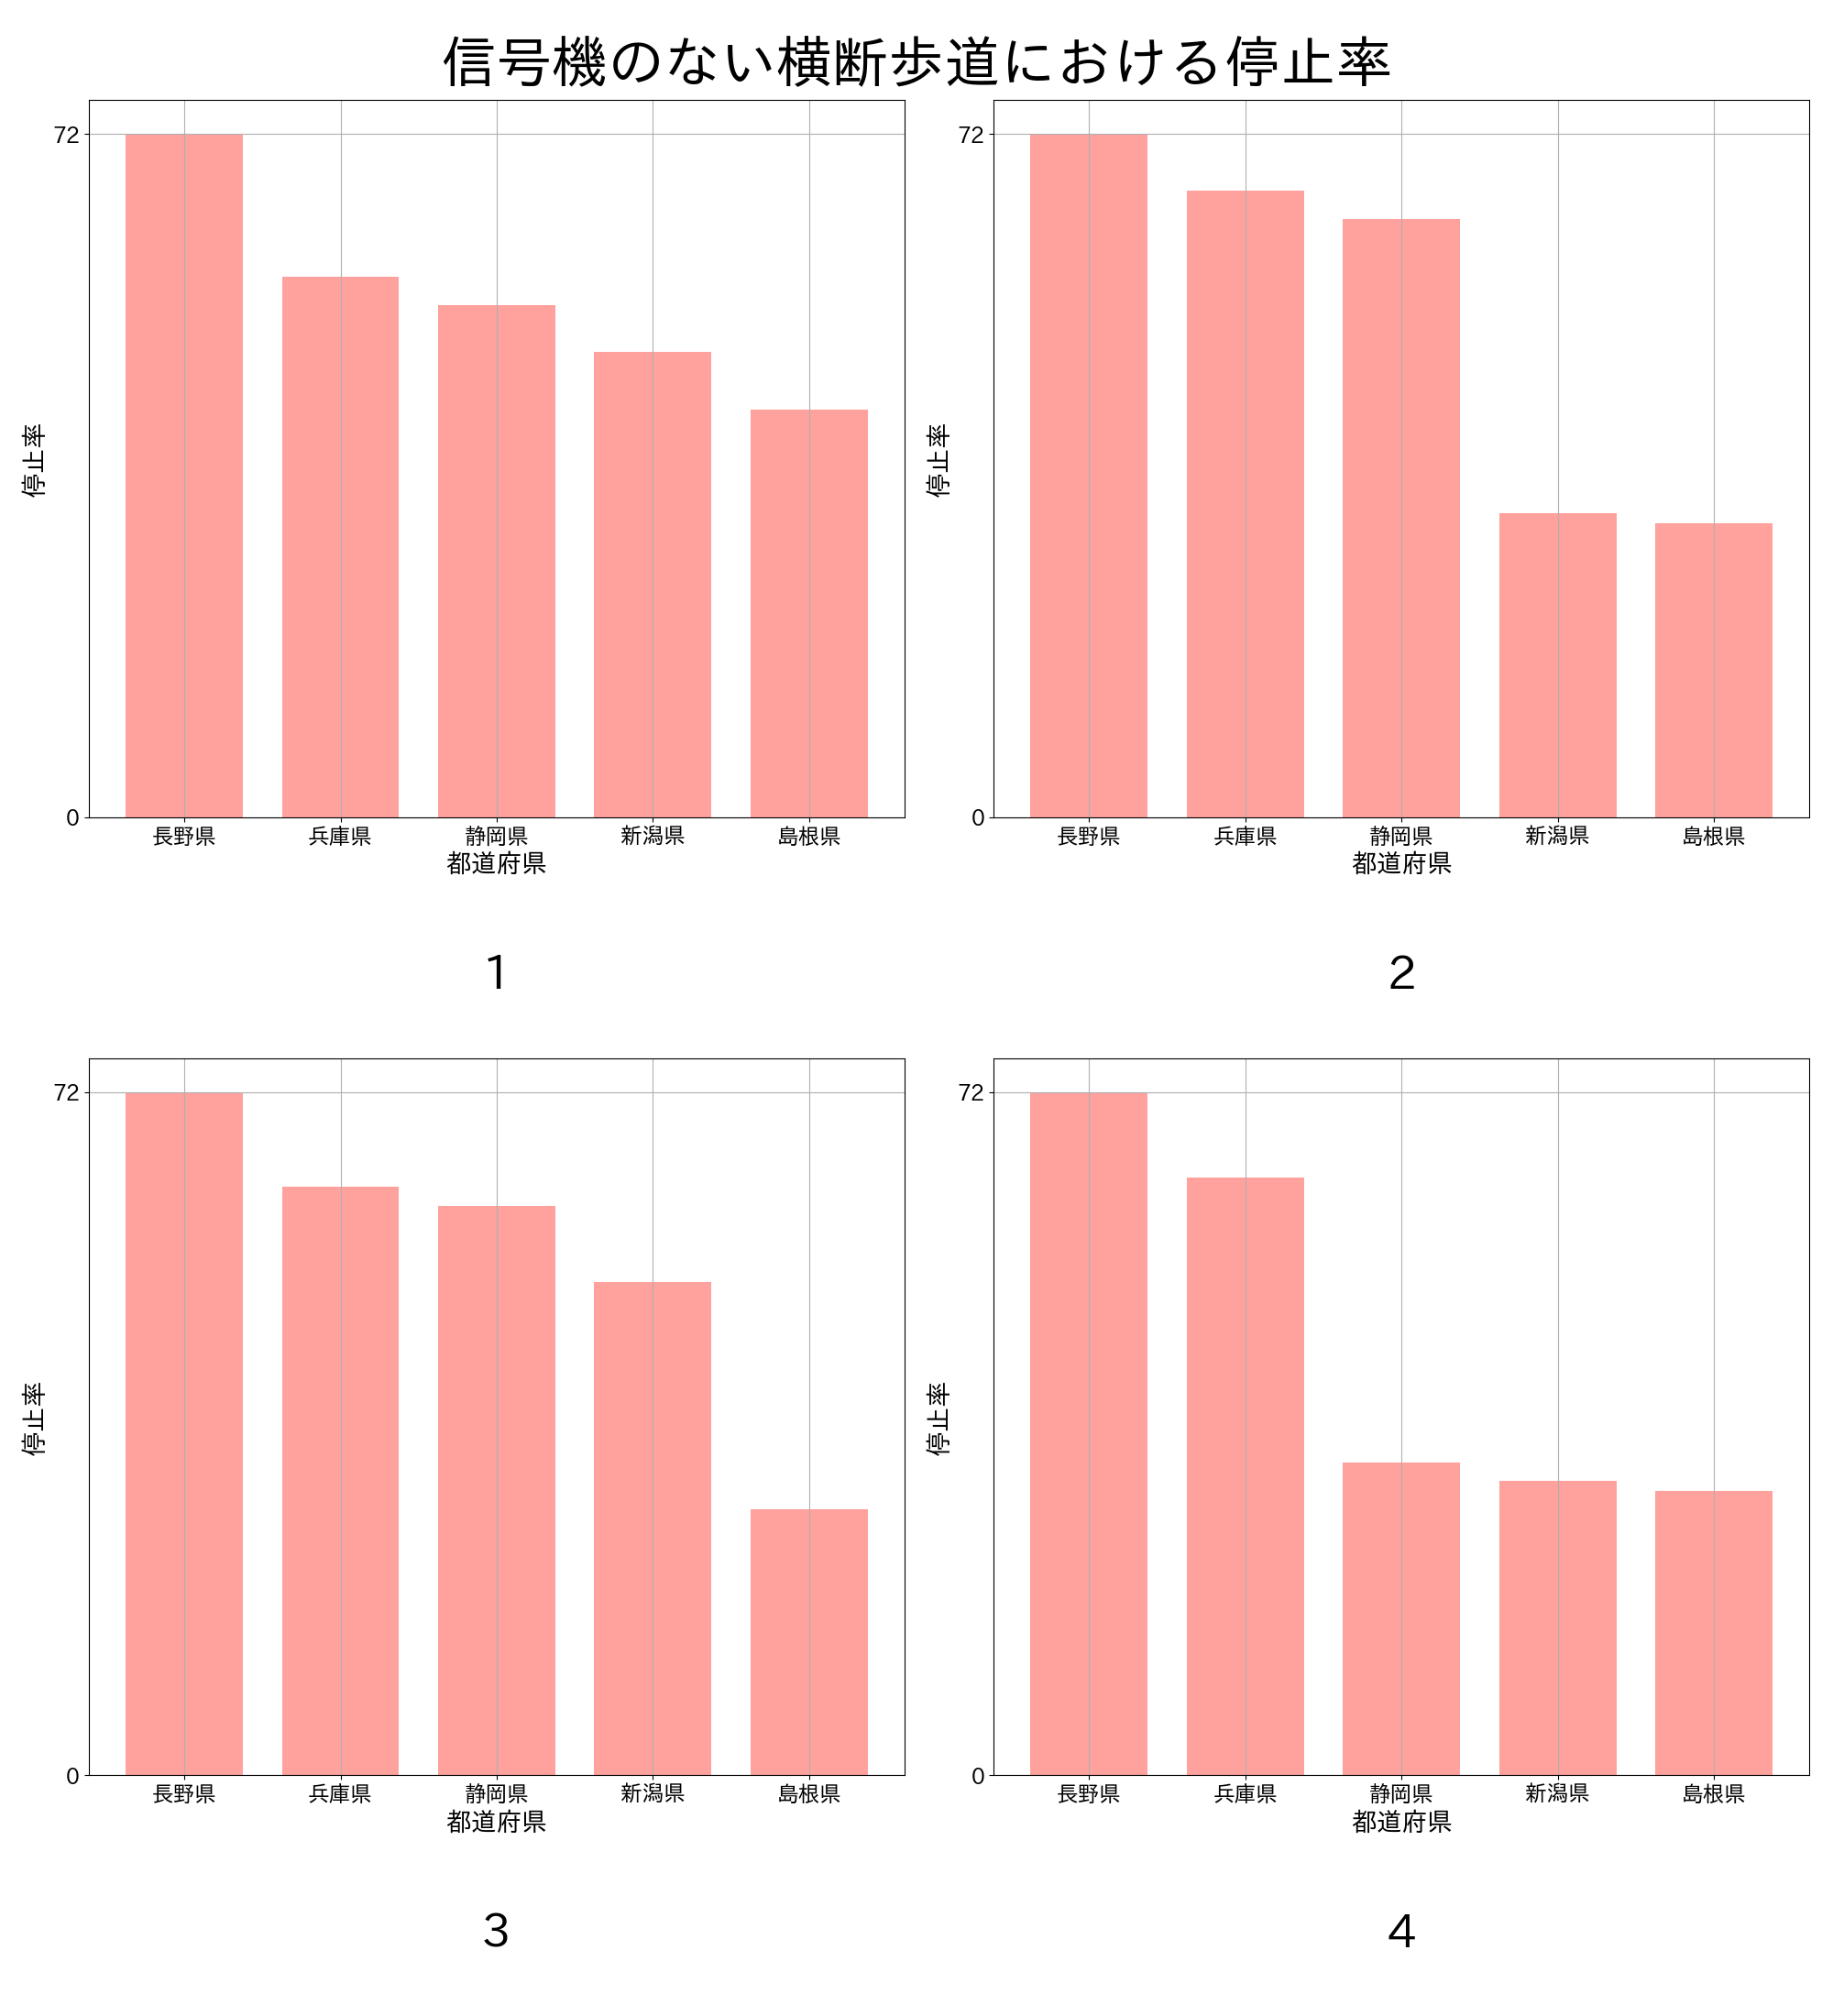 信号機のない横断歩道における停止率
72
停止率
0
長野県 兵庫県 静岡県 新潟県 島根県
都道府県
1
72
停止率
0
長野県 兵庫県 静岡県 新潟県 島根県
都道府県
2
72
停止率
0
長野県 兵庫県 静岡県 新潟県 島根県
都道府県
3
72
停止率
0
長野県 兵庫県 静岡県 新潟県 島根県
都道府県
4